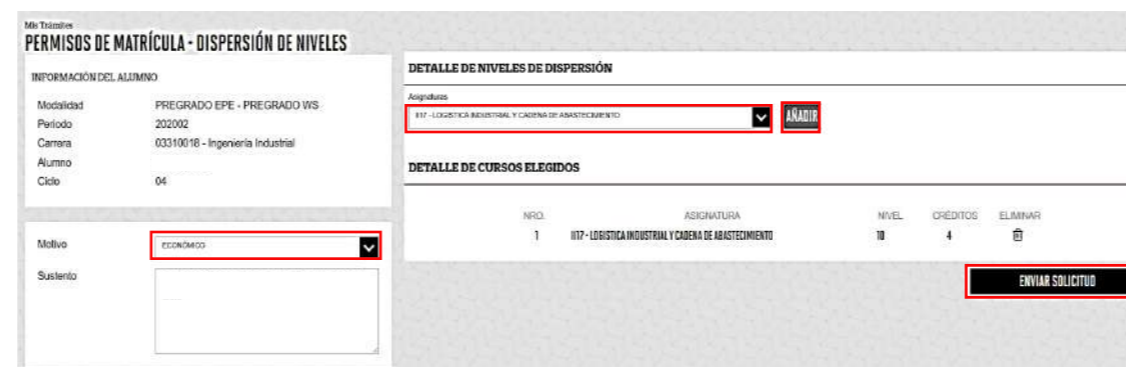 Mis Trámites
PERMISOS DE MATRÍCULA - DISPERSIÓN DE NIVELES
INFORMACIÓN DEL ALUMNO
Modalidad PREGRADO EPE - PREGRADO WS
Periodo 202002
Carrera 03310018 - Ingeniería Industrial
Alumno
Ciclo 04
Motivo ECONÓMICO
Sustento
DETALLE DE NIVELES DE DISPERSIÓN
Asignaturas
II17 - LOGISTICA INDUSTRIAL Y CADENA DE ABASTECIMIENTO AÑADIR
DETALLE DE CURSOS ELEGIDOS
NRO. ASIGNATURA NIVEL CRÉDITOS ELIMINAR
1 II17 - LOGISTICA INDUSTRIAL Y CADENA DE ABASTECIMIENTO 10 4
ENVIAR SOLICITUD